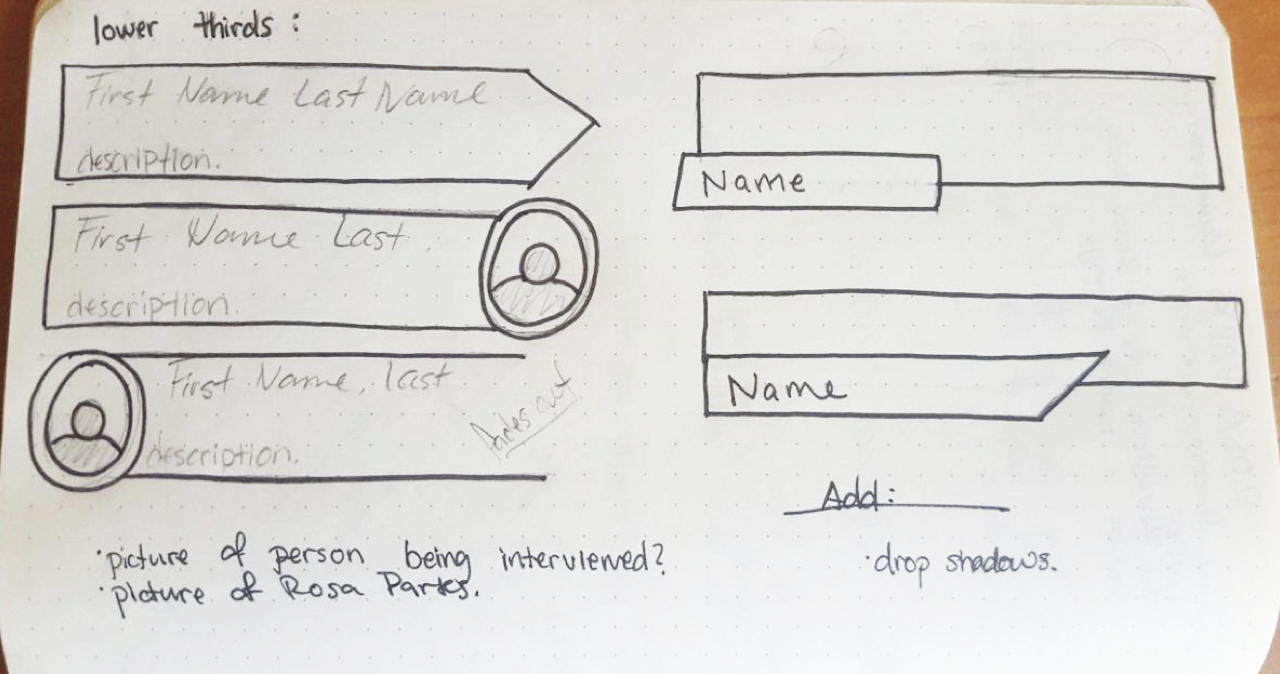 lower thirds :
First Name Last Name
description.
First Name Last
description.
First Name, last
description.
fades out
·picture of person being interviewed?
·picture of Rosa Parks.
Name
Name
Add:
·drop shadows.